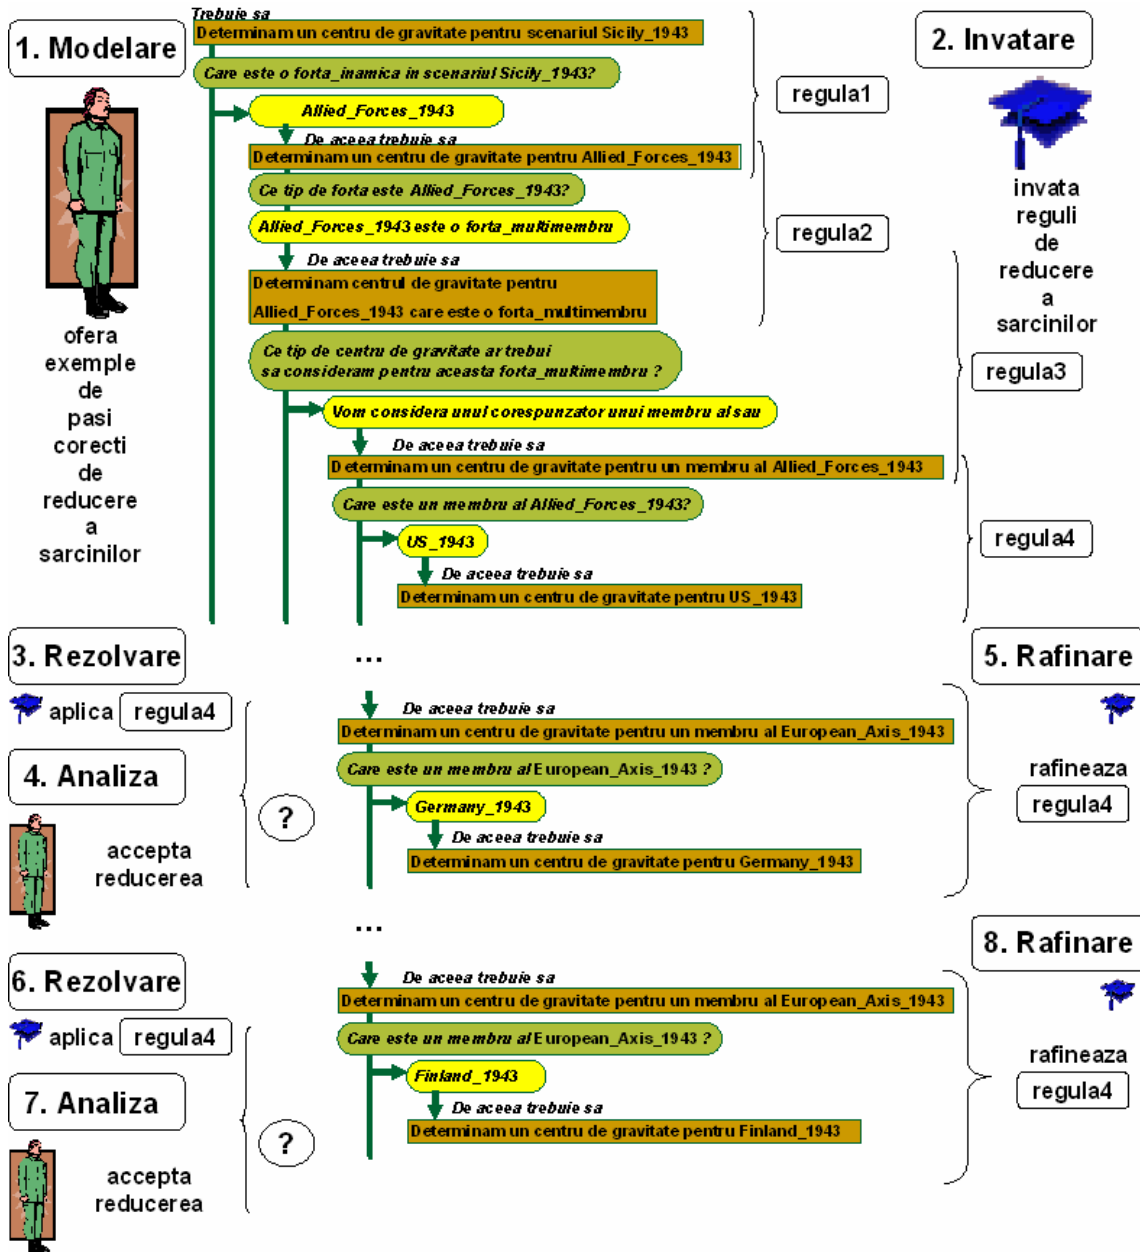 Trebuie sa
1. Modelare
Determinam un centru de gravitate pentru scenariul Sicily_1943
2. Invatare
Care este o forta_inamica in scenariul Sicily_1943?
regula1
Allied_Forces_1943
De aceea trebuie sa
Determinam un centru de gravitate pentru Allied_Forces_1943
Ce tip de forta este Allied_Forces_1943?
invata
reguli
de
reducere
a
sarcinilor
Allied_Forces_1943 este o forta_multimembru
regula2
De aceea trebuie sa
Determinam centrul de gravitate pentru
Allied_Forces_1943 care este o forta_multimembru
ofera
exemple
de
pasi
corecti
de
reducere
a
sarcinilor
Ce tip de centru de gravitate ar trebui
sa consideram pentru aceasta forta_multimembru ?
regula3
Vom considera unul corespunzator unui membru al sau
De aceea trebuie sa
Determinam un centru de gravitate pentru un membru al Allied_Forces_1943
Care este un membru al Allied_Forces_1943?
US_1943
regula4
De aceea trebuie sa
Determinam un centru de gravitate pentru US_1943
3. Rezolvare
...
5. Rafinare
aplica regula4
De aceea trebuie sa
Determinam un centru de gravitate pentru un membru al European_Axis_1943
4. Analiza
Care este un membru al European_Axis_1943 ?
rafineaza
regula4
Germany_1943
?
De aceea trebuie sa
accepta
reducerea
Determinam un centru de gravitate pentru Germany_1943
...
8. Rafinare
6. Rezolvare
De aceea trebuie sa
Determinam un centru de gravitate pentru un membru al European_Axis_1943
aplica regula4
Care este un membru al European_Axis_1943 ?
rafineaza
regula4
7. Analiza
Finland_1943
De aceea trebuie sa
Determinam un centru de gravitate pentru Finland_1943
?
accepta
reducerea